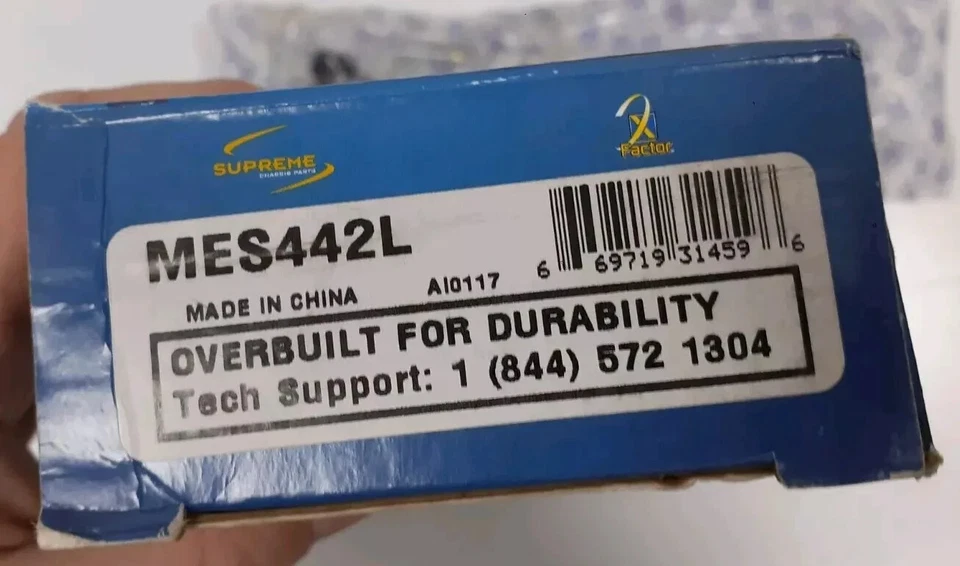 SUPREME
CHASSIS PARTS
X
Factor
MES442L
6 69719 31459 6
MADE IN CHINA AI0117
OVERBUILT FOR DURABILITY
Tech Support: 1 (844) 572 1304